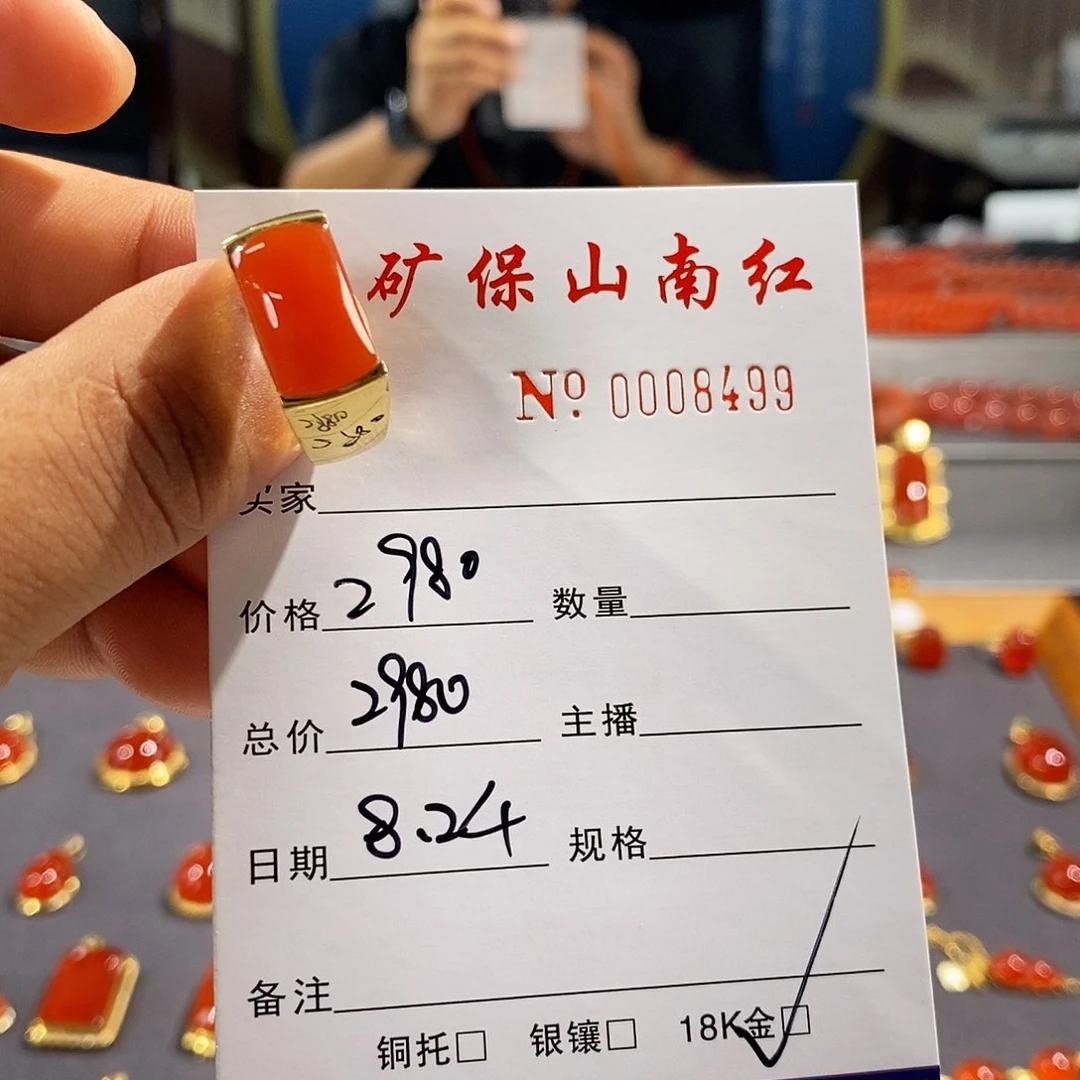 矿保山南红
No 0008499
买家
价格 2980 数量
总价 2980 主播
日期 8.24 规格
备注
铜托□ 银镶□ 18K金□